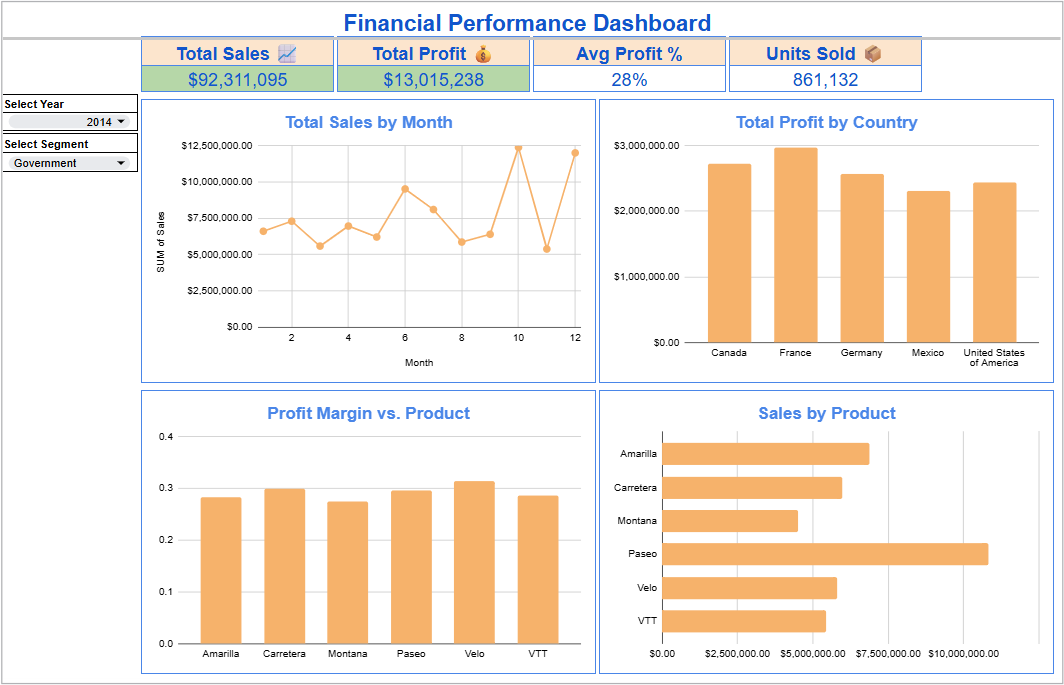 Financial Performance Dashboard
Total Sales 📈
Total Profit 💰
Avg Profit %
Units Sold 📦
$92,311,095
$13,015,238
28%
861,132
Select Year
2014
Select Segment
Government
Total Sales by Month
SUM of Sales
$12,500,000.00
$10,000,000.00
$7,500,000.00
$5,000,000.00
$2,500,000.00
$0.00
2 4 6 8 10 12
Month
Total Profit by Country
$3,000,000.00
$2,000,000.00
$1,000,000.00
$0.00
Canada France Germany Mexico United States
of America
Profit Margin vs. Product
0.4
0.3
0.2
0.1
0.0
Amarilla Carretera Montana Paseo Velo VTT
Sales by Product
Amarilla
Carretera
Montana
Paseo
Velo
VTT
$0.00 $2,500,000.00 $5,000,000.00 $7,500,000.00 $10,000,000.00